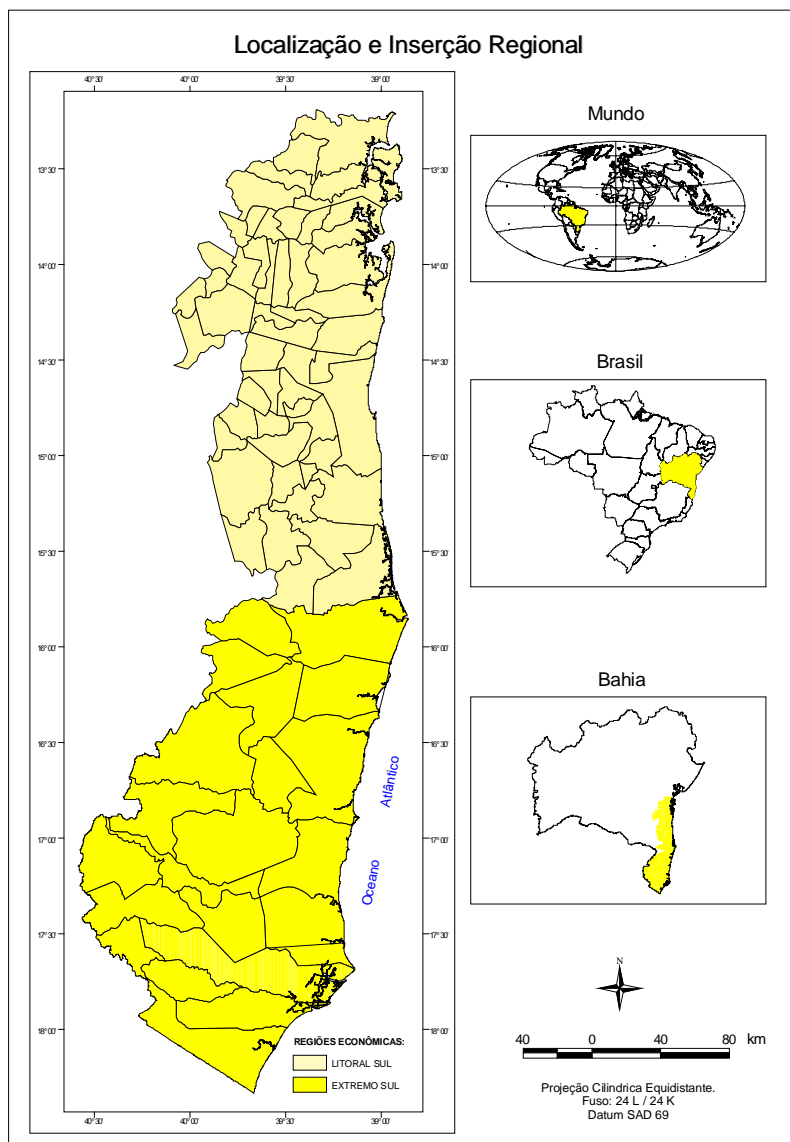 Localização e Inserção Regional
40°30' 40°00' 39°30' 39°00'
13°30'
14°00'
14°30'
15°00'
15°30'
16°00'
16°30'
17°00'
17°30'
18°00'
13°30'
14°00'
14°30'
15°00'
15°30'
16°00'
16°30'
17°00'
17°30'
18°00'
Oceano Atlântico
REGIÕES ECONÔMICAS:
LITORAL SUL
EXTREMO SUL
40°30' 40°00' 39°30' 39°00'
Mundo
Brasil
Bahia
N
40 0 40 80 km
Projeção Cilindrica Equidistante.
Fuso: 24 L / 24 K
Datum SAD 69